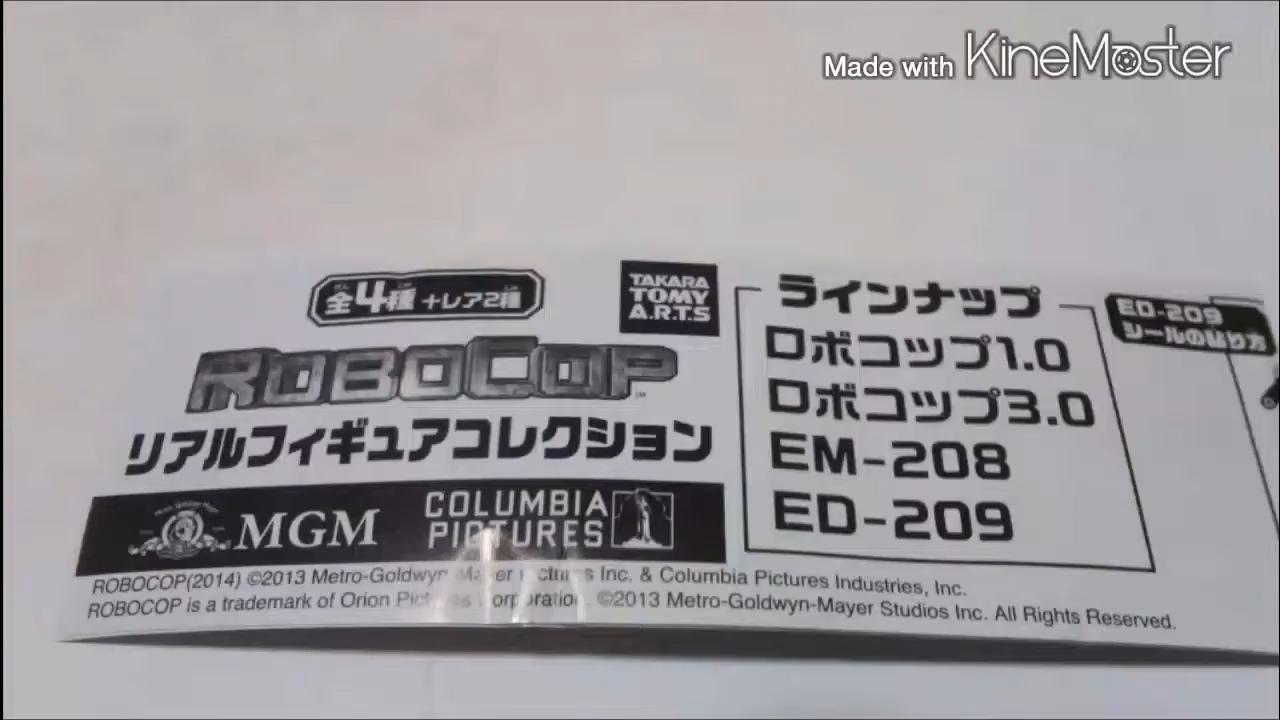 Made with KineMaster
全4種 +レア2種
TAKARA
TOMY
A.R.T.S
ROBOCOP
リアルフィギュアコレクション
MGM
COLUMBIA
PICTURES
ラインナップ
ロボコップ1.0
ロボコップ3.0
EM-208
ED-209
ED-209
シールの貼り方
ROBOCOP(2014) ©2013 Metro-Goldwyn-Mayer Pictures Inc. & Columbia Pictures Industries, Inc.
ROBOCOP is a trademark of Orion Pictures Corporation. ©2013 Metro-Goldwyn-Mayer Studios Inc. All Rights Reserved.